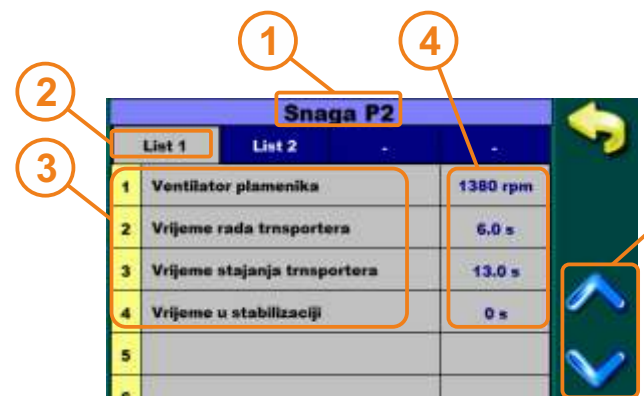 1
4
2
3
Snaga P2
List 1 List 2 - -
1 Ventilator plamenika 1380 rpm
2 Vrijeme rada trnsportera 6.0 s
3 Vrijeme stajanja trnsportera 13.0 s
4 Vrijeme u stabilizaciji 0 s
5